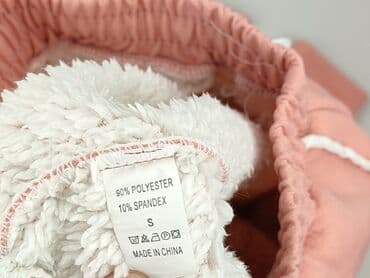 90% POLYESTER
10% SPANDEX
S
MADE IN CHINA